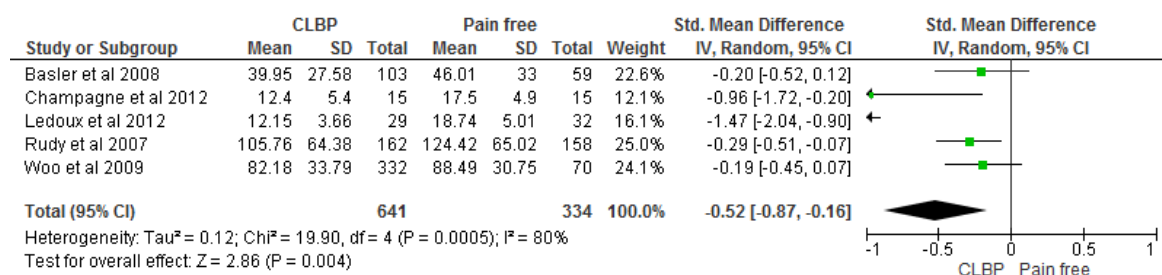 CLBP Pain free Std. Mean Difference Std. Mean Difference
Study or Subgroup Mean SD Total Mean SD Total Weight IV, Random, 95% CI IV, Random, 95% CI
Basler et al 2008 39.95 27.58 103 46.01 33 59 22.6% -0.20 [-0.52, 0.12]
Champagne et al 2012 12.4 5.4 15 17.5 4.9 15 12.1% -0.96 [-1.72, -0.20]
Ledoux et al 2012 12.15 3.66 29 18.74 5.01 32 16.1% -1.47 [-2.04, -0.90]
Rudy et al 2007 105.76 64.38 162 124.42 65.02 158 25.0% -0.29 [-0.51, -0.07]
Woo et al 2009 82.18 33.79 332 88.49 30.75 70 24.1% -0.19 [-0.45, 0.07]
Total (95% CI) 641 334 100.0% -0.52 [-0.87, -0.16]
Heterogeneity: Tau² = 0.12; Chi² = 19.90, df = 4 (P = 0.0005); I² = 80%
Test for overall effect: Z = 2.86 (P = 0.004)
-1 -0.5 0 0.5 1
CLBP Pain free